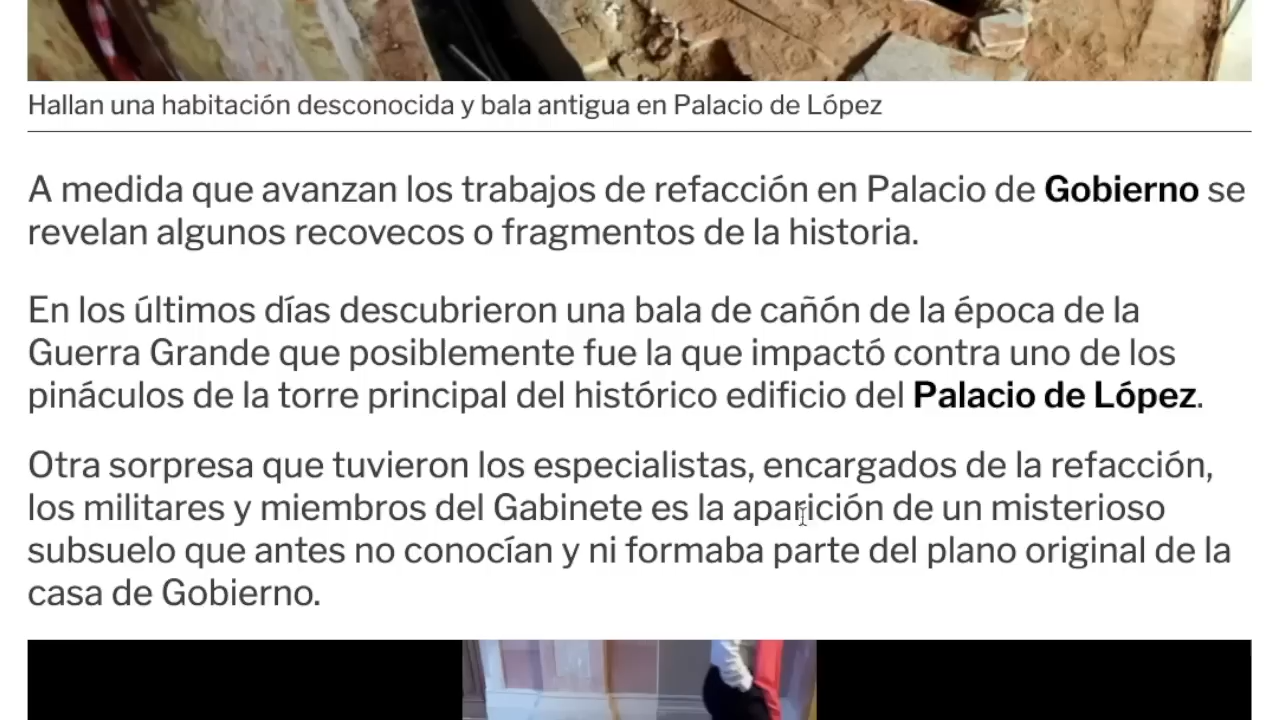 Hallan una habitación desconocida y bala antigua en Palacio de López
A medida que avanzan los trabajos de refacción en Palacio de Gobierno se
revelan algunos recovecos o fragmentos de la historia.
En los últimos días descubrieron una bala de cañón de la época de la
Guerra Grande que posiblemente fue la que impactó contra uno de los
pináculos de la torre principal del histórico edificio del Palacio de López.
Otra sorpresa que tuvieron los especialistas, encargados de la refacción,
los militares y miembros del Gabinete es la aparición de un misterioso
subsuelo que antes no conocían y ni formaba parte del plano original de la
casa de Gobierno.